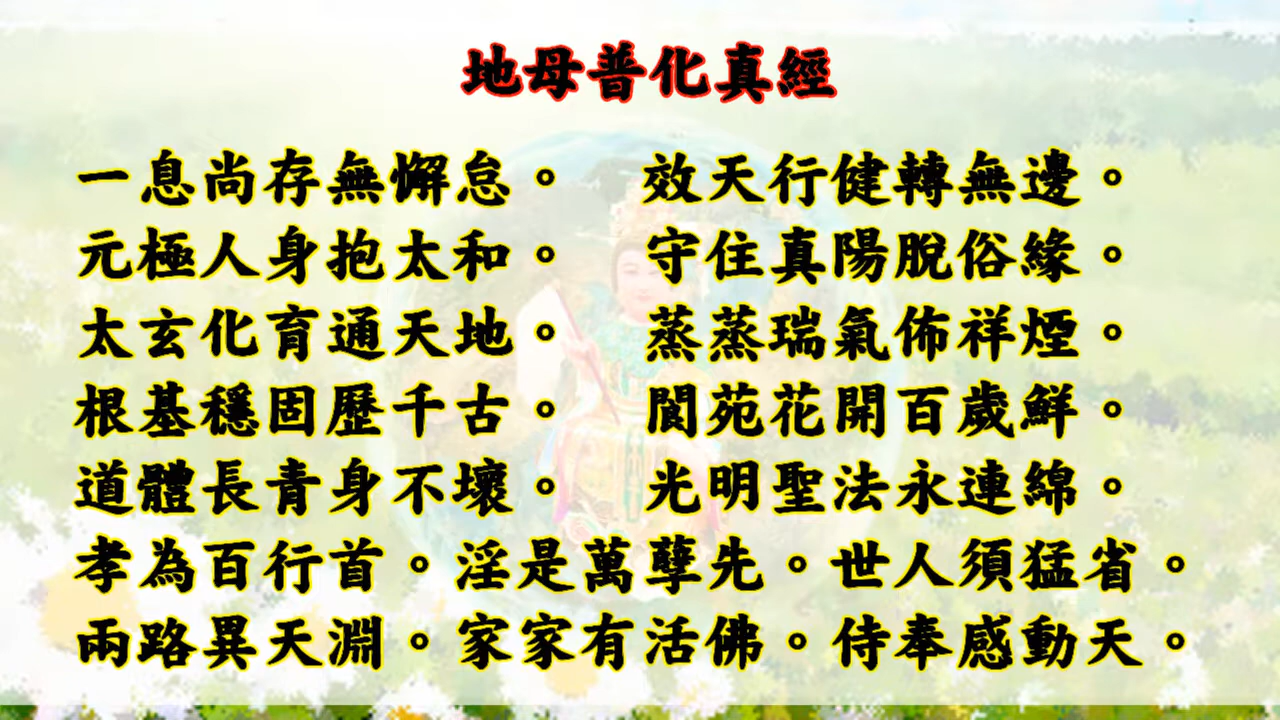 地母普化真經
一息尚存無懈怠。 效天行健轉無邊。
元極人身抱太和。 守住真陽脫俗緣。
太玄化育通天地。 蒸蒸瑞氣佈祥煙。
根基穩固歷千古。 閬苑花開百歲鮮。
道體長青身不壞。 光明聖法永連綿。
孝為百行首。淫是萬孽先。世人須猛省。
兩路異天淵。家家有活佛。侍奉感動天。